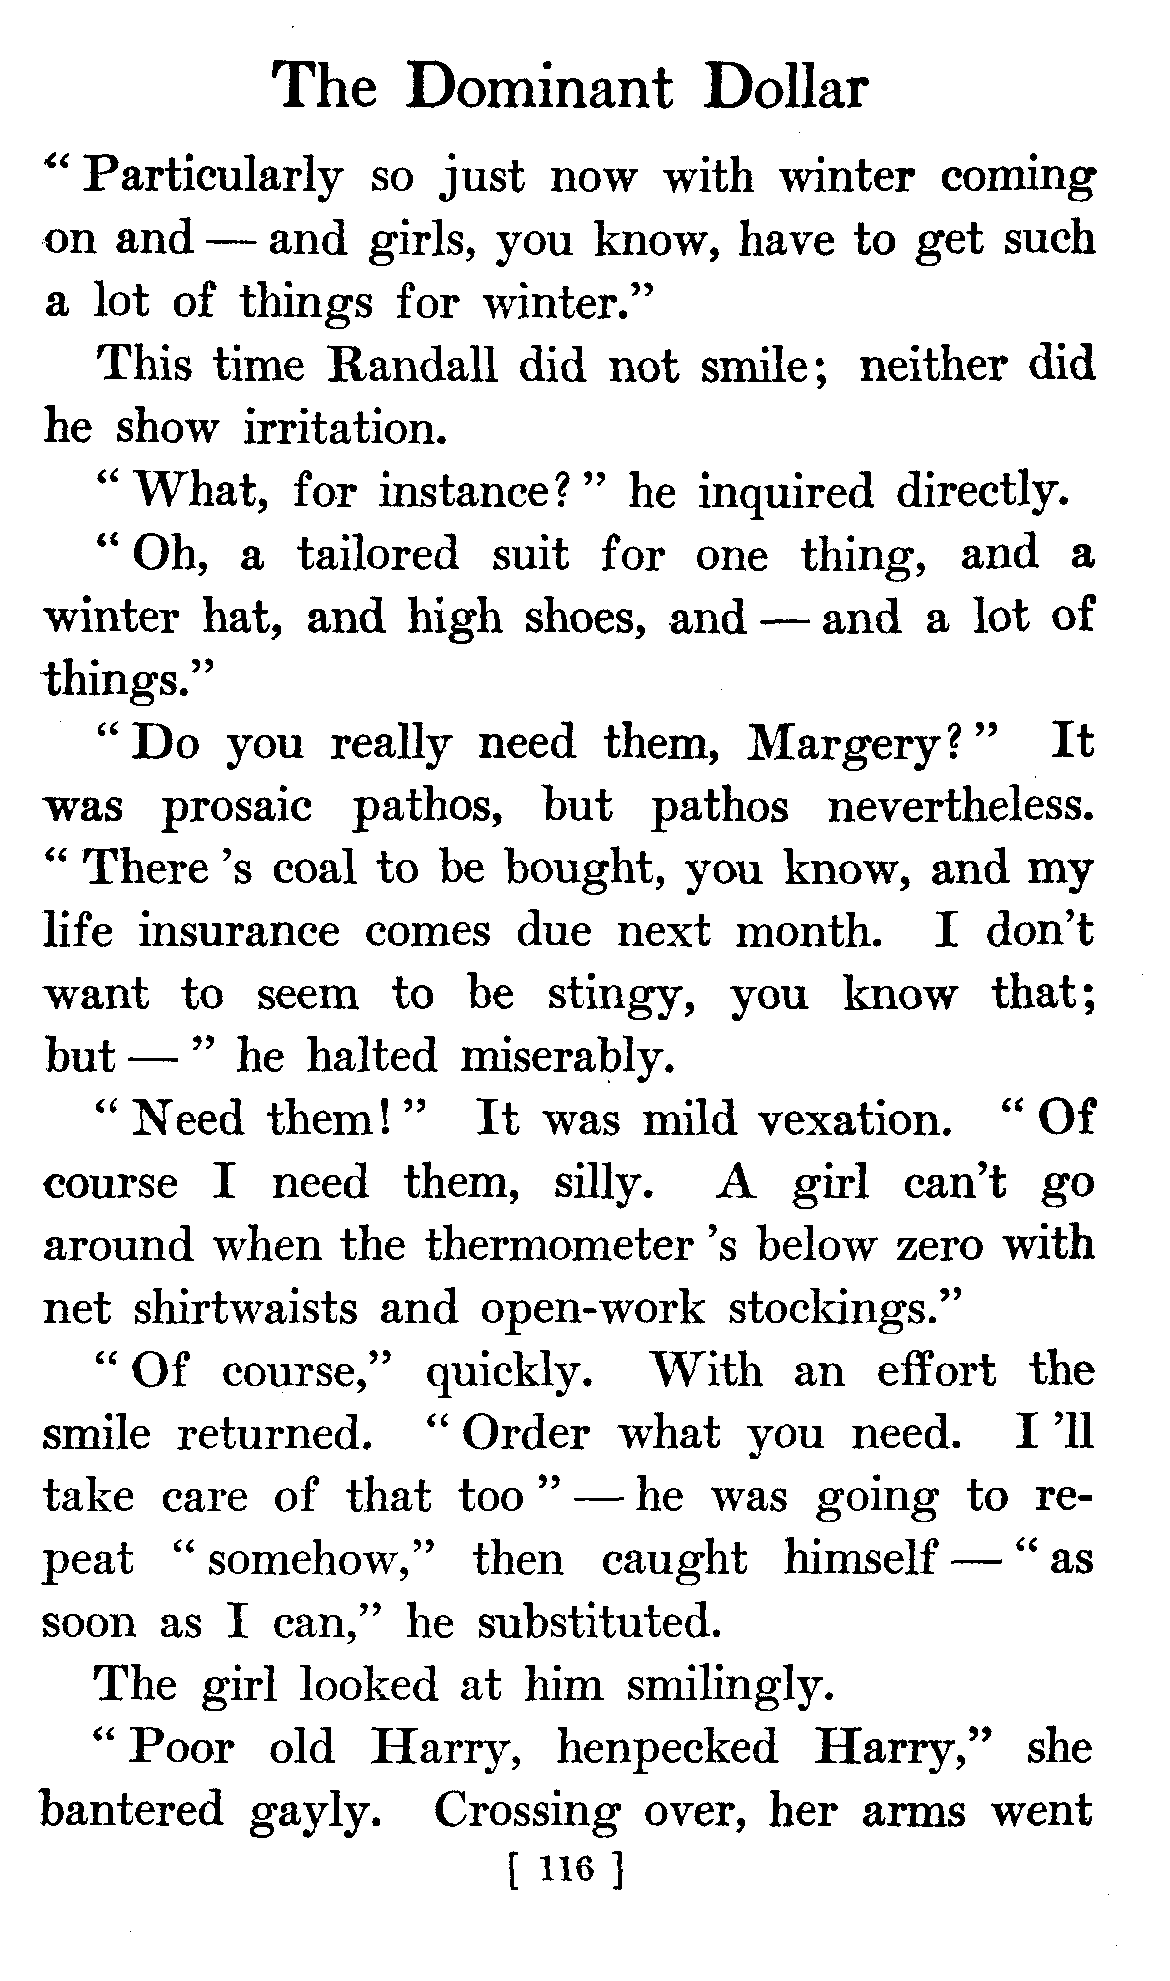 The Dominant Dollar
“ Particularly so just now with winter coming
on and — and girls, you know, have to get such
a lot of things for winter.”
This time Randall did not smile; neither did
he show irritation.
“ What, for instance? ” he inquired directly.
“ Oh, a tailored suit for one thing, and a
winter hat, and high shoes, and — and a lot of
things.”
“ Do you really need them, Margery? ” It
was prosaic pathos, but pathos nevertheless.
“ There ’s coal to be bought, you know, and my
life insurance comes due next month. I don’t
want to seem to be stingy, you know that;
but — ” he halted miserably.
“ Need them! ” It was mild vexation. “ Of
course I need them, silly. A girl can’t go
around when the thermometer ’s below zero with
net shirtwaists and open-work stockings.”
“ Of course,” quickly. With an effort the
smile returned. “ Order what you need. I ’ll
take care of that too ” — he was going to re-
peat “ somehow,” then caught himself — “ as
soon as I can,” he substituted.
The girl looked at him smilingly.
“ Poor old Harry, henpecked Harry,” she
bantered gayly. Crossing over, her arms went
[ 116 ]